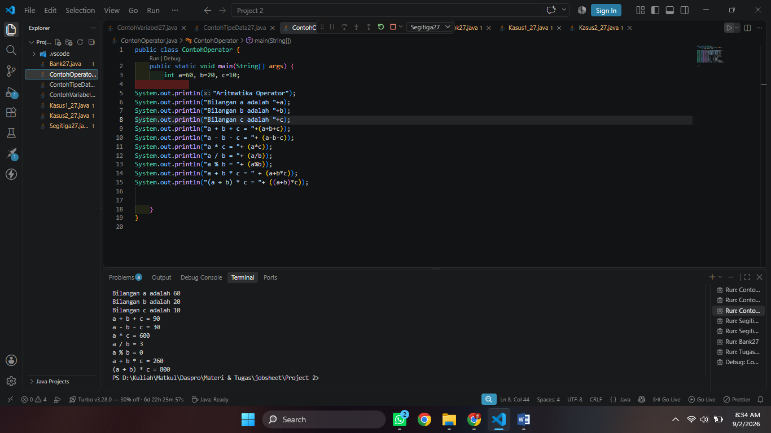 File Edit Selection View Go Run ··· Project 2 Sign In
Explorer
Proj...
.vscode
Bank27.java 1
ContohOperato...
ContohTipeDat...
ContohVariabel...
Kasus1_27.java 1
Kasus2_27.java 1
Segitiga27.ja... 1
Java Projects
ContohVariabel27.java ContohTipeData27.java ContohC Segitiga27 nk27.java 1 Kasus1_27.java 1 Kasus2_27.java 1
ContohOperator.java > ContohOperator > main(String[])
1 public class ContohOperator {
Run | Debug
2 public static void main(String[] args) {
3 int a=60, b=20, c=10;
4
5 System.out.println(x:"Aritmatika Operator");
6 System.out.println("Bilangan a adalah "+a);
7 System.out.println("Bilangan b adalah "+b);
8 System.out.println("Bilangan c adalah "+c);
9 System.out.println("a + b + c = "+(a+b+c));
10 System.out.println("a - b - c = "+ (a-b-c));
11 System.out.println("a * c = "+ (a*c));
12 System.out.println("a / b = "+ (a/b));
13 System.out.println("a % b = "+ (a%b));
14 System.out.println("a + b * c = " + (a+b*c));
15 System.out.println("(a + b) * c = "+ ((a+b)*c));
16
17
18 }
19 }
20
Problems 4 Output Debug Console Terminal Ports
Bilangan a adalah 60
Bilangan b adalah 20
Bilangan c adalah 10
a + b + c = 90
a - b - c = 30
a * c = 600
a / b = 3
a % b = 0
a + b * c = 260
(a + b) * c = 800
PS D:\Kuliah\Matkul\Daspro\Materi & Tugas\jobsheet\Project 2>
Run: Conto...
Run: Conto...
Run: Conto...
Run: Segiti...
Run: Segiti...
Run: Bank27
Run: Tugas...
Debug: Co...
0 4 Turbo v3.28.0 — 30% off · 6d 22h 25m 57s Java: Ready Ln 8, Col 44 Spaces: 4 UTF-8 CRLF {} Java Go Live Go Live Prettier
Search
8:34 AM
9/2/2026